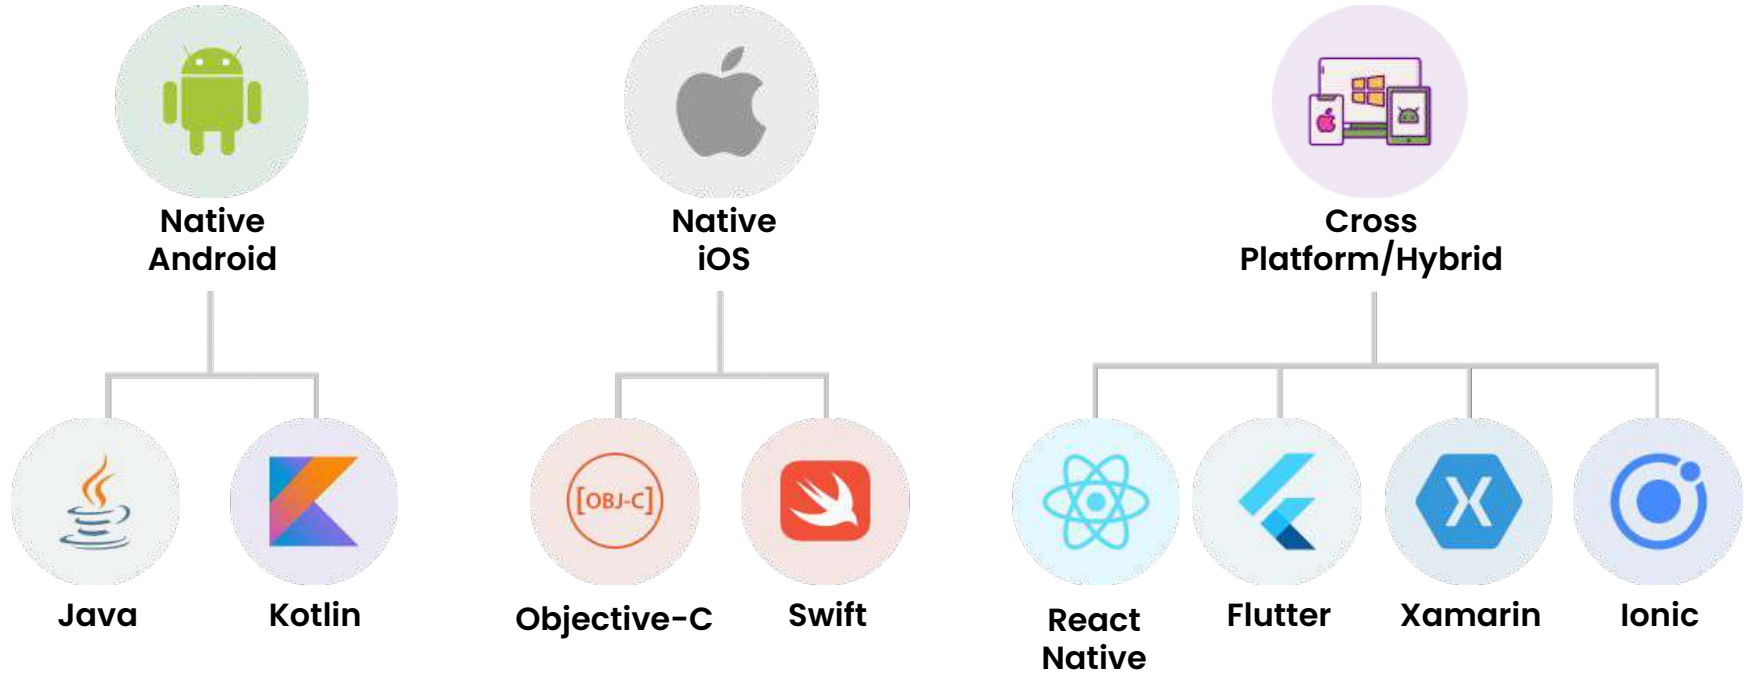 Native
Android
Native
iOS
Cross
Platform/Hybrid
[OBJ-C]
X
Java
Kotlin
Objective-C
Swift
React
Native
Flutter
Xamarin
Ionic